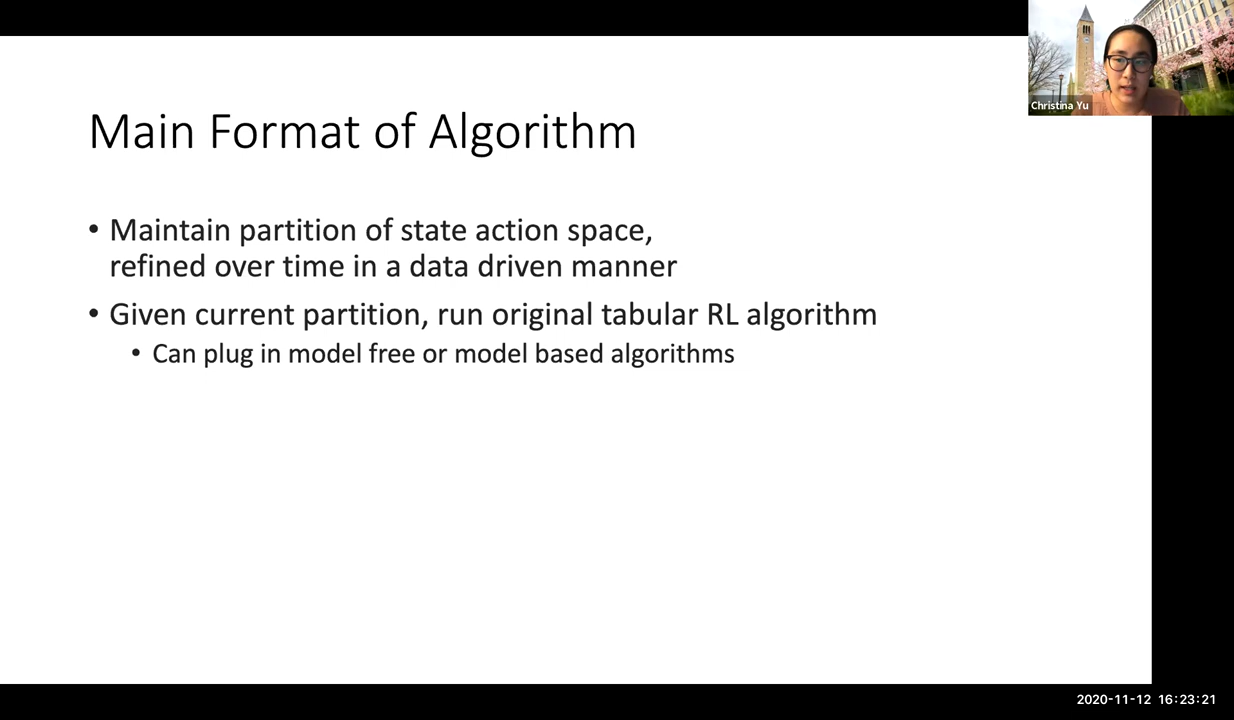 Christina Yu
Main Format of Algorithm
• Maintain partition of state action space,
refined over time in a data driven manner
• Given current partition, run original tabular RL algorithm
• Can plug in model free or model based algorithms
2020-11-12 16:23:21